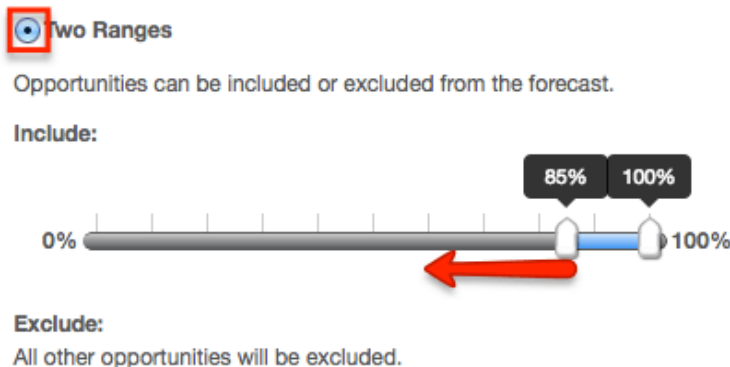 Two Ranges
Opportunities can be included or excluded from the forecast.
Include:
85% 100%
0% 100%
Exclude:
All other opportunities will be excluded.